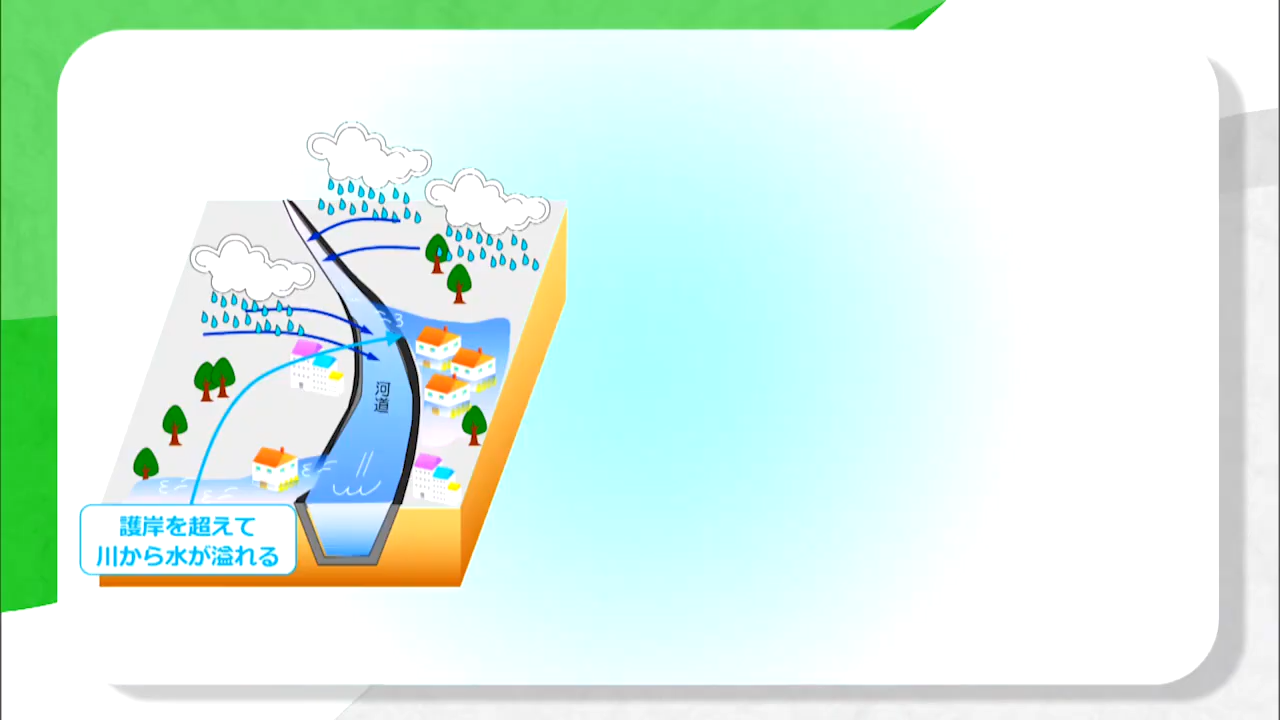 河道
護岸を超えて
川から水が溢れる